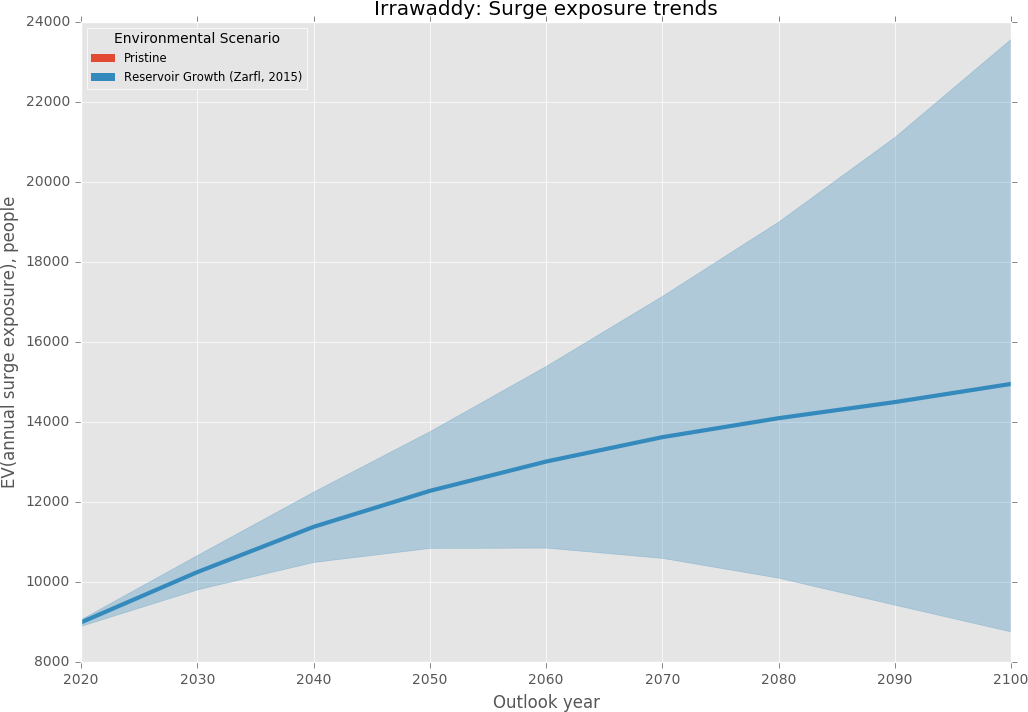 Irrawaddy: Surge exposure trends
Environmental Scenario
Pristine
Reservoir Growth (Zarfl, 2015)
EV(annual surge exposure), people
24000
22000
20000
18000
16000
14000
12000
10000
8000
2020 2030 2040 2050 2060 2070 2080 2090 2100
Outlook year